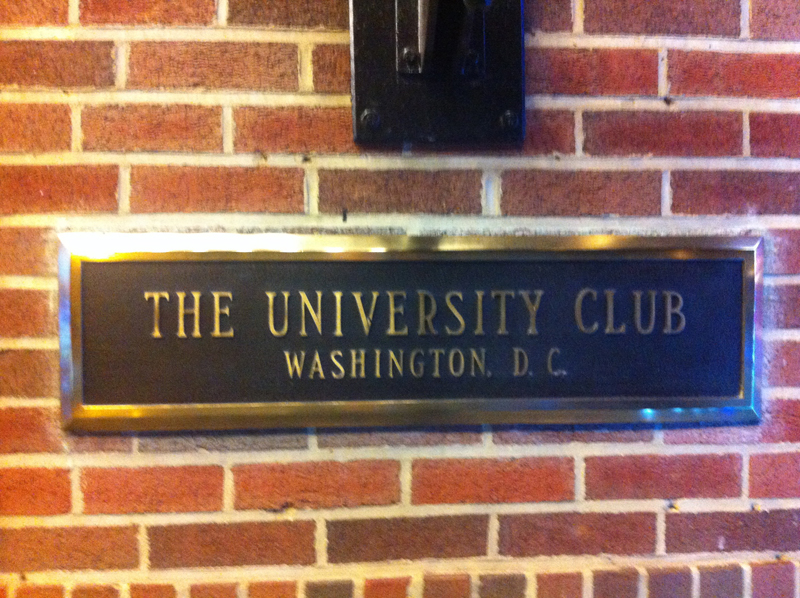 THE UNIVERSITY CLUB
WASHINGTON, D. C.